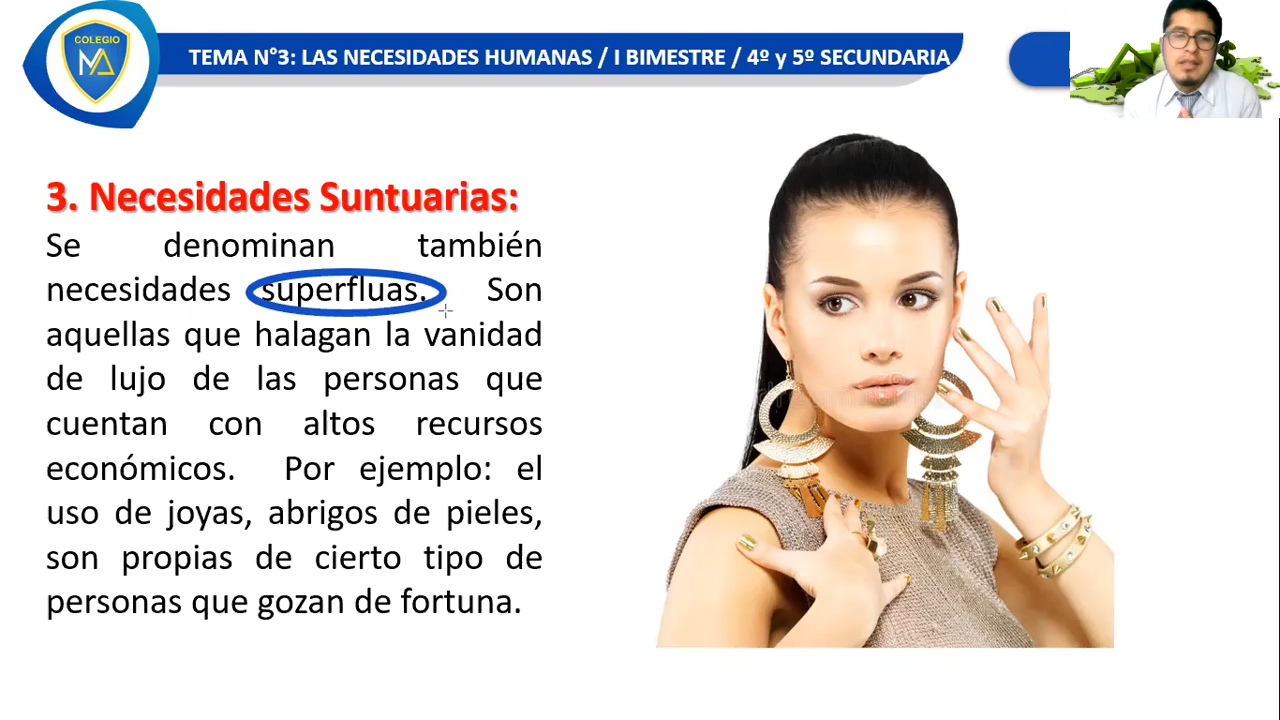 COLEGIO
MA
TEMA N°3: LAS NECESIDADES HUMANAS / I BIMESTRE / 4º y 5º SECUNDARIA
3. Necesidades Suntuarias:
Se denominan también
necesidades superfluas. Son
aquellas que halagan la vanidad
de lujo de las personas que
cuentan con altos recursos
económicos. Por ejemplo: el
uso de joyas, abrigos de pieles,
son propias de cierto tipo de
personas que gozan de fortuna.